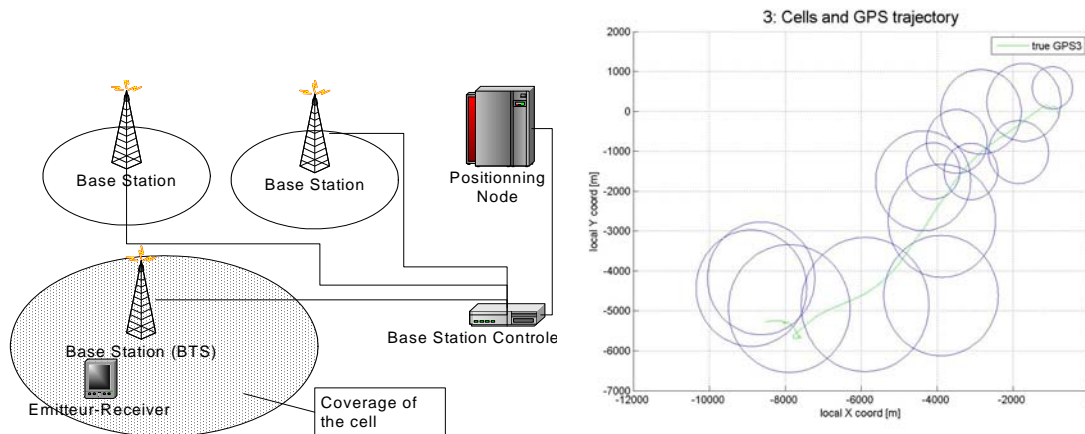 Base Station
Base Station
Positionning
Node
Base Station Controle
Base Station (BTS)
Emitteur-Receiver
Coverage of
the cell
3: Cells and GPS trajectory
true GPS3
local Y coord [m]
2000
1000
0
-1000
-2000
-3000
-4000
-5000
-6000
-7000
-12000
-10000
-8000
-6000
-4000
-2000
0
local X coord [m]